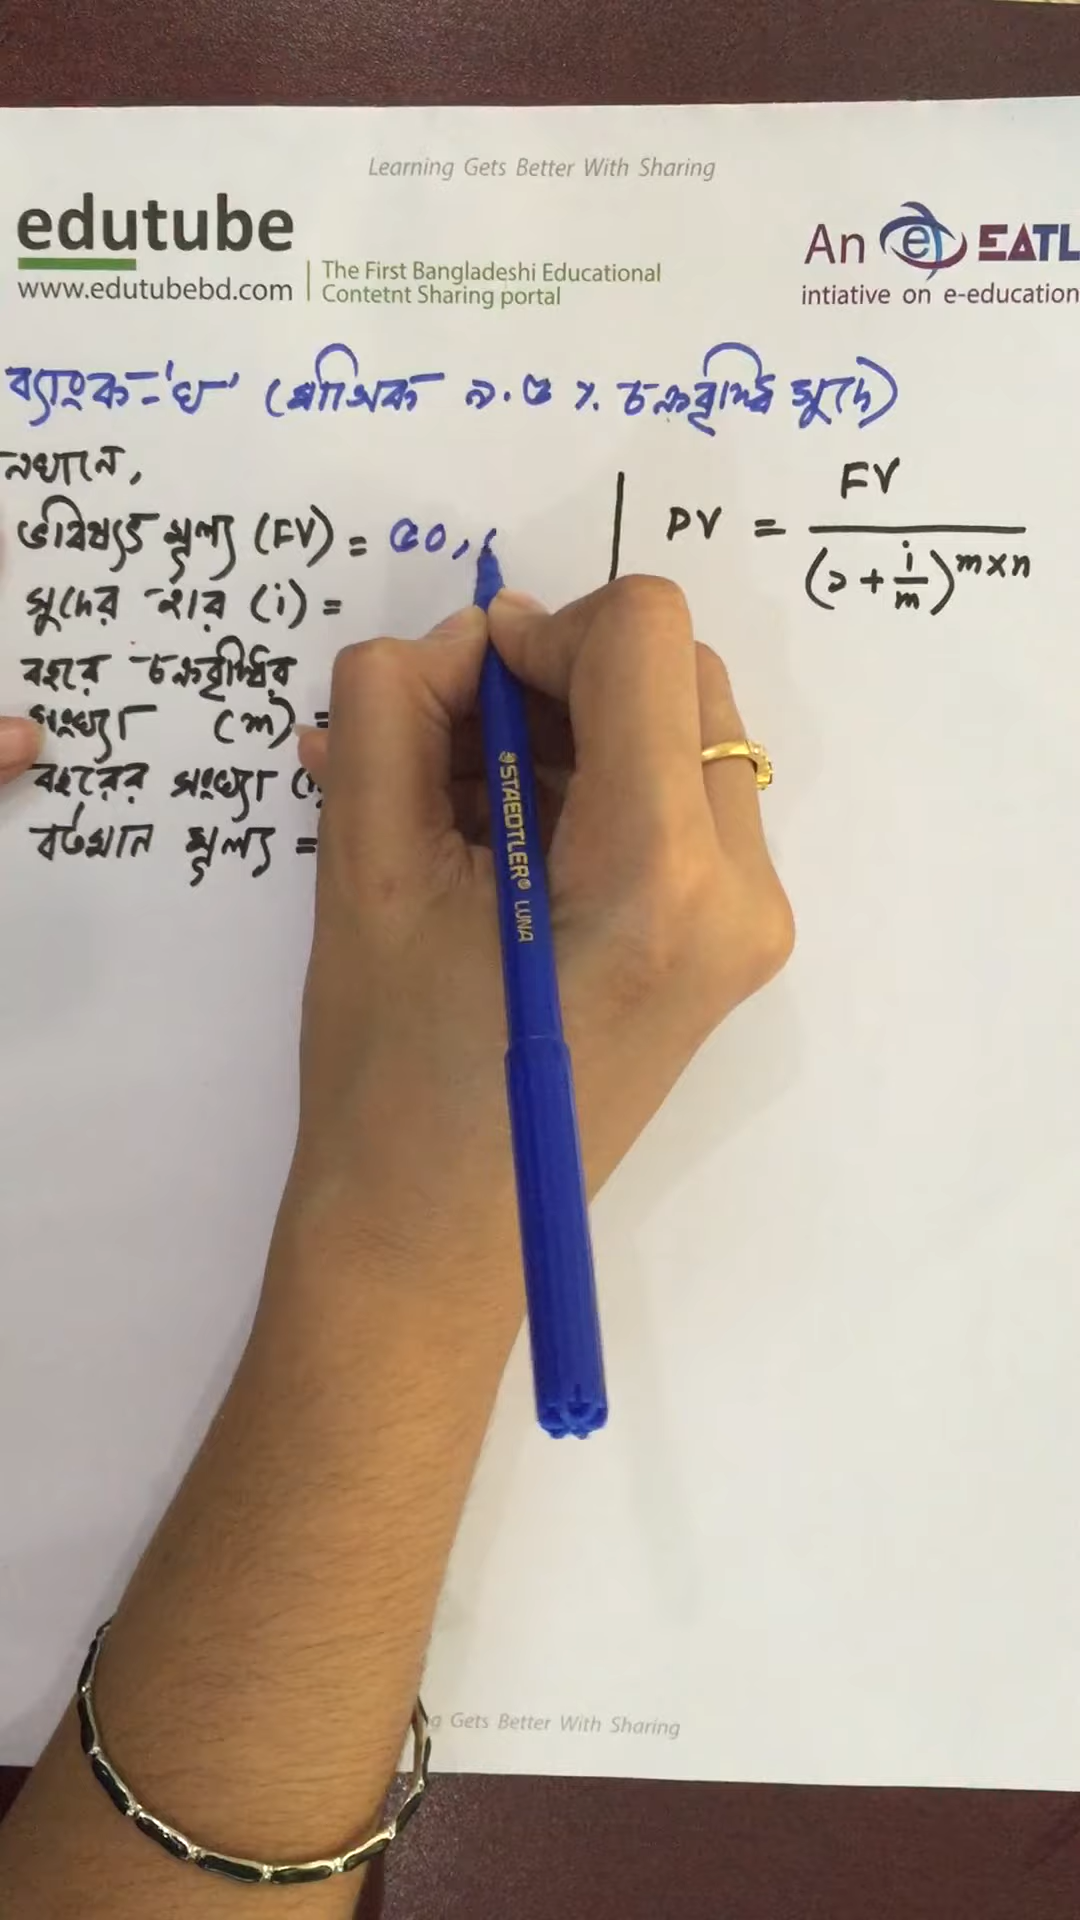 Learning Gets Better With Sharing
edutube
www.edutubebd.com
The First Bangladeshi Educational
Contetnt Sharing portal
An e EATL
intiative on e-education
ব্যাংক-'খ' (মাসিক ৯.৫% চক্রবৃদ্ধি সুদে)
এখানে,
ভবিষ্যৎ মূল্য (FV) = ৫০,
সুদের হার (i) =
বছরে চক্রবৃদ্ধির
সংখ্যা (m) =
বছরের সংখ্যা
বর্তমান মূল্য =
PV = FV / (১ + i/m)^m×n
STAEDTLER LUNA
Gets Better With Sharing